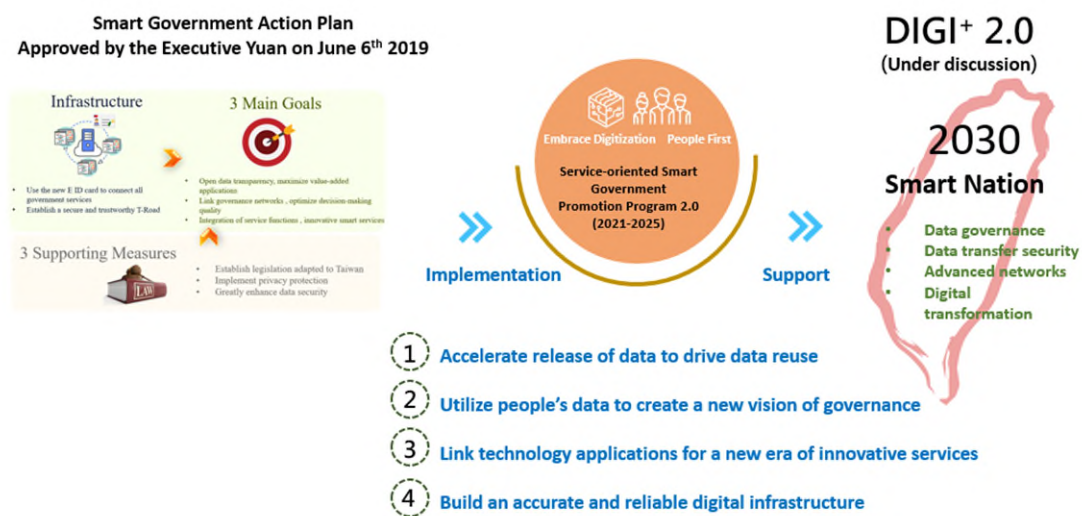 Smart Government Action Plan
Approved by the Executive Yuan on June 6th 2019
Infrastructure
• Use the new E ID card to connect all
government services
• Establish a secure and trustworthy T-Road
3 Main Goals
• Open data transparency, maximize value-added
applications
• Link governance networks , optimize decision-making
quality
• Integration of service functions , innovative smart services
3 Supporting Measures
LAW
• Establish legislation adapted to Taiwan
• Implement privacy protection
• Greatly enhance data security
Implementation
Embrace Digitization People First
Service-oriented Smart
Government
Promotion Program 2.0
(2021-2025)
Support
DIGI+ 2.0
(Under discussion)
2030
Smart Nation
• Data governance
• Data transfer security
• Advanced networks
• Digital
transformation
1 Accelerate release of data to drive data reuse
2 Utilize people's data to create a new vision of governance
3 Link technology applications for a new era of innovative services
4 Build an accurate and reliable digital infrastructure